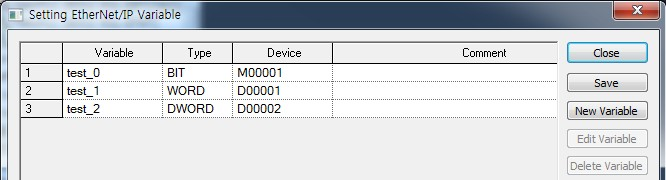 Setting EtherNet/IP Variable
Variable Type Device Comment
1 test_0 BIT M00001
2 test_1 WORD D00001
3 test_2 DWORD D00002
Close
Save
New Variable
Edit Variable
Delete Variable